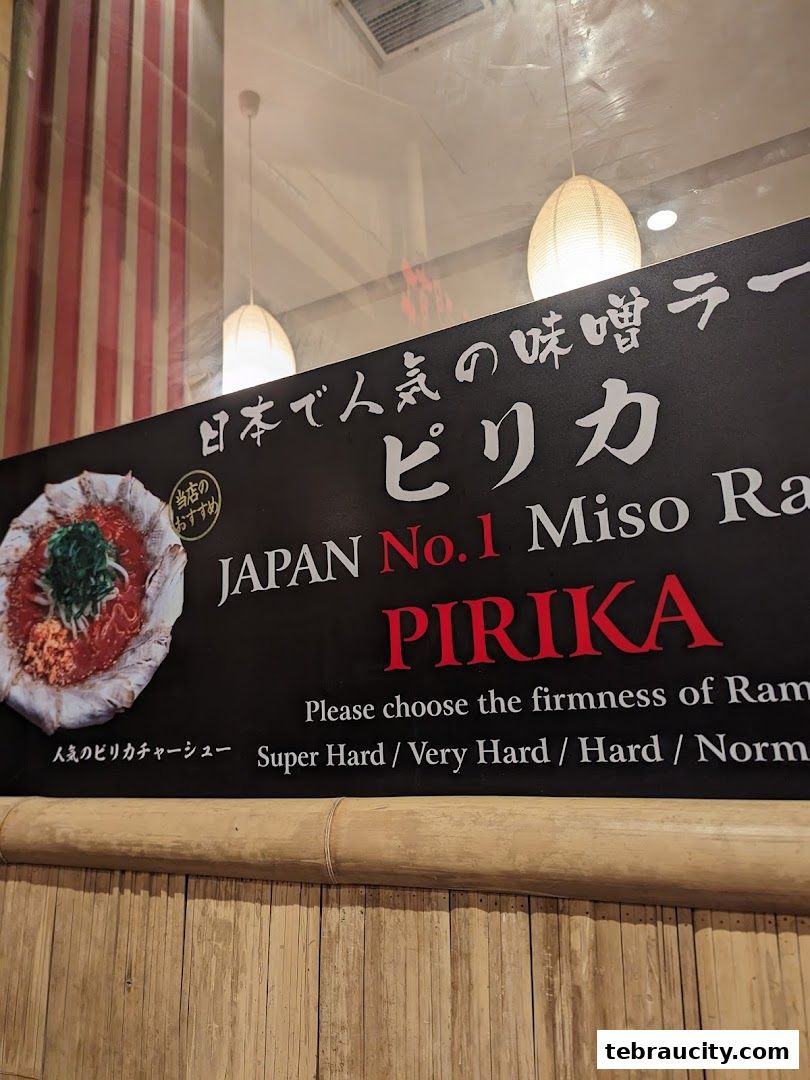 日本で人気の味噌ラー
ピリカ
当店の
おすすめ
JAPAN No.1 Miso Ra
PIRIKA
Please choose the firmness of Ram
Super Hard / Very Hard / Hard / Norm
人気のピリカチャーシュー
tebraucity.com